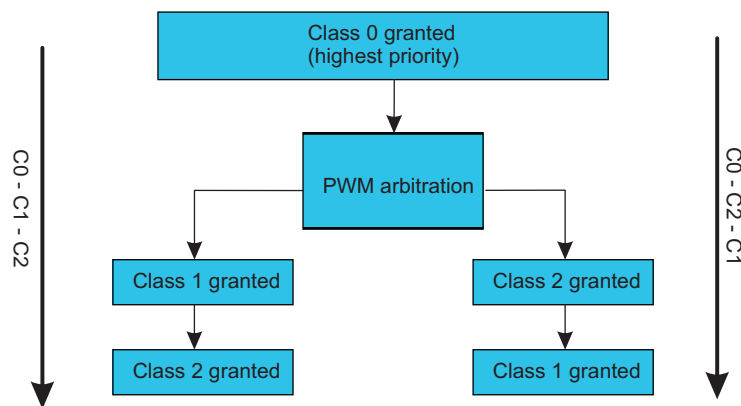 Class 0 granted
(highest priority)
PWM arbitration
C0 - C1 - C2
C0 - C2 - C1
Class 1 granted
Class 2 granted
Class 2 granted
Class 1 granted